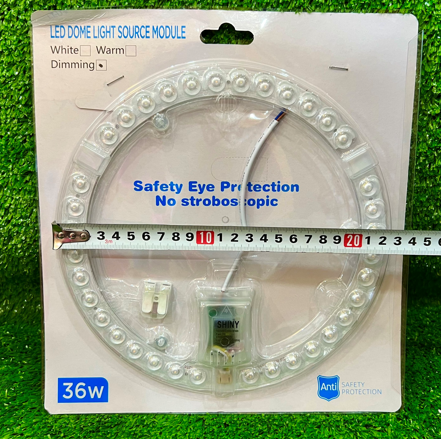 LED DOME LIGHT SOURCE MODULE
White Warm
Dimming
Safety Eye Protection
No stroboscopic
3 4 5 6 7 8 9 10 1 2 3 4 5 6 7 8 9 20 1 2 3 4 5 6
SHINY
36w
Anti SAFETY
PROTECTION